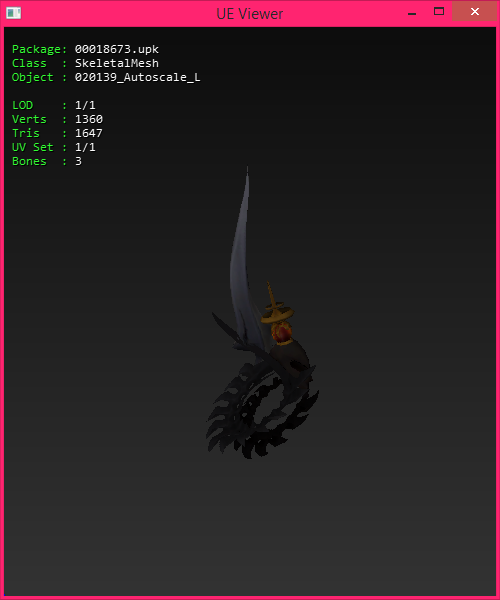 UE Viewer
Package: 00018673.upk
Class  : SkeletalMesh
Object : 020139_Autoscale_L
LOD    : 1/1
Verts  : 1360
Tris   : 1647
UV Set : 1/1
Bones  : 3